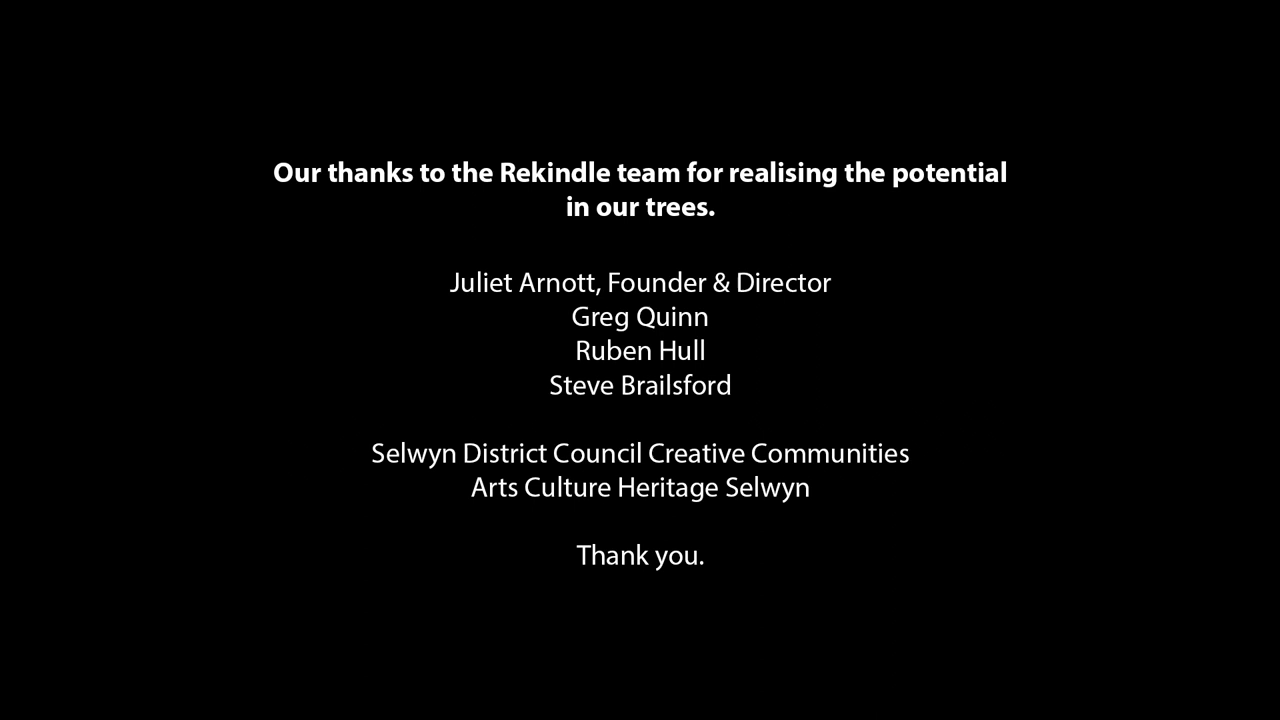 Our thanks to the Rekindle team for realising the potential
in our trees.
Juliet Arnott, Founder & Director
Greg Quinn
Ruben Hull
Steve Brailsford
Selwyn District Council Creative Communities
Arts Culture Heritage Selwyn
Thank you.